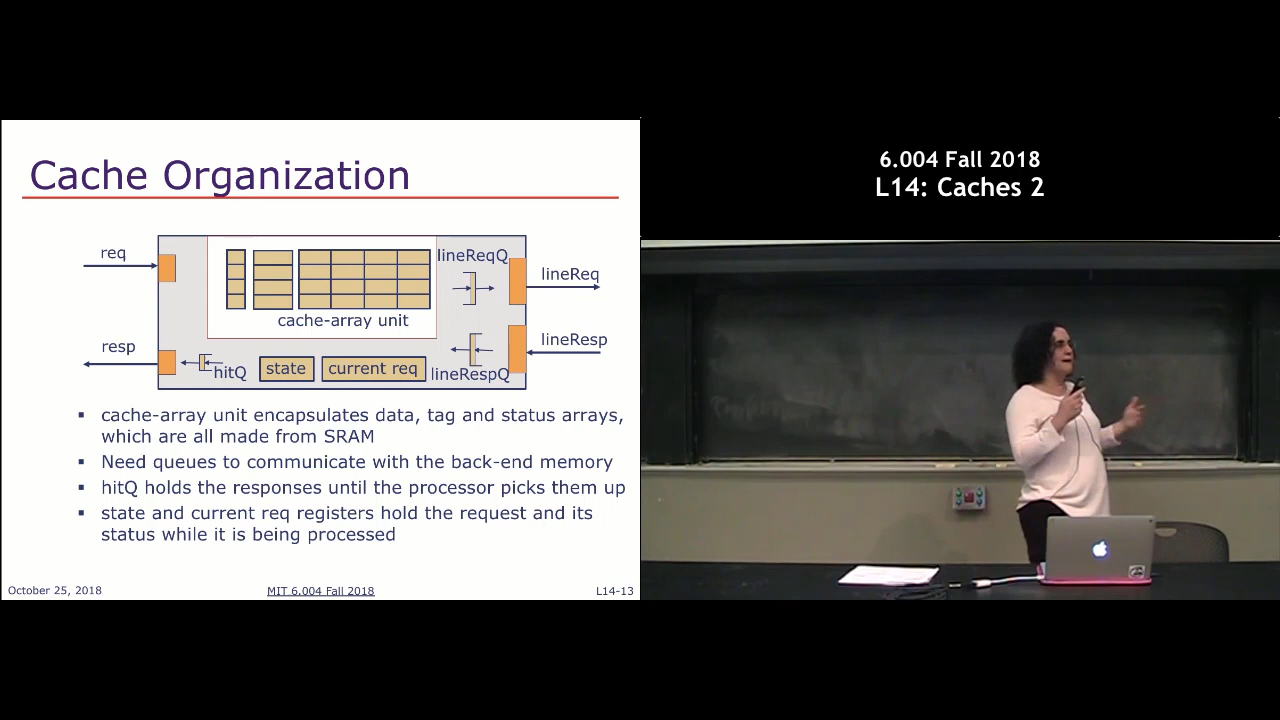 Cache Organization
req
lineReqQ
lineReq
cache-array unit
resp
lineResp
hitQ
state
current req
lineRespQ
▪ cache-array unit encapsulates data, tag and status arrays,
which are all made from SRAM
▪ Need queues to communicate with the back-end memory
▪ hitQ holds the responses until the processor picks them up
▪ state and current req registers hold the request and its
status while it is being processed
October 25, 2018
MIT 6.004 Fall 2018
L14-13
6.004 Fall 2018
L14: Caches 2